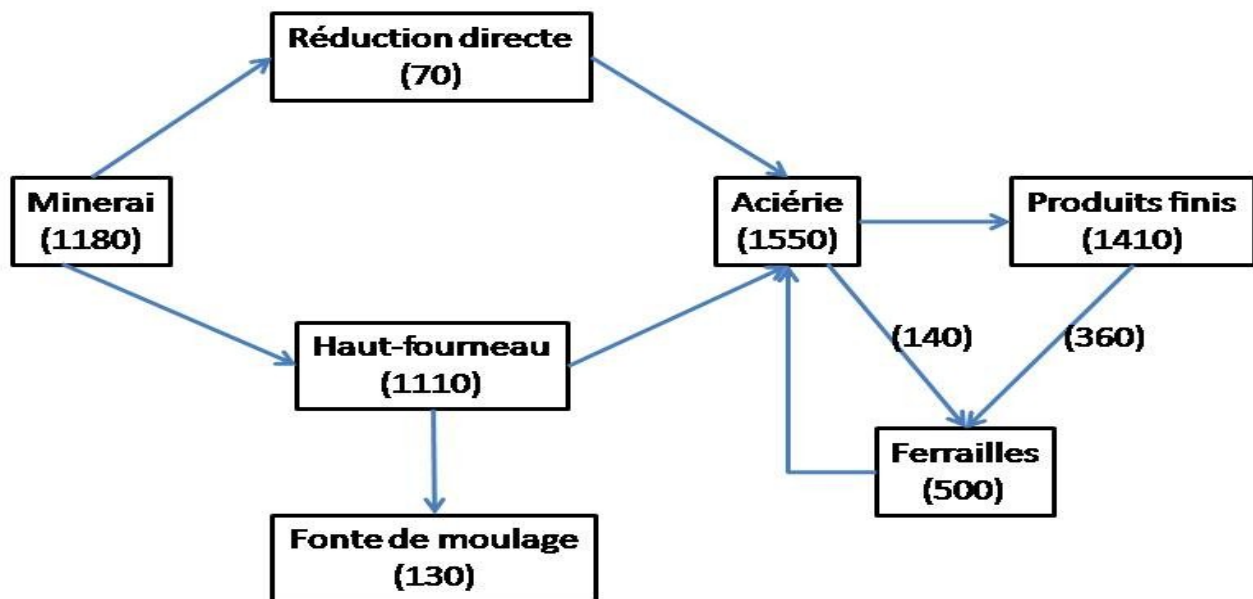 Réduction directe
(70)
Minerai
(1180)
Aciérie
(1550)
Produits finis
(1410)
Haut-fourneau
(1110)
(140)
(360)
Ferrailles
(500)
Fonte de moulage
(130)